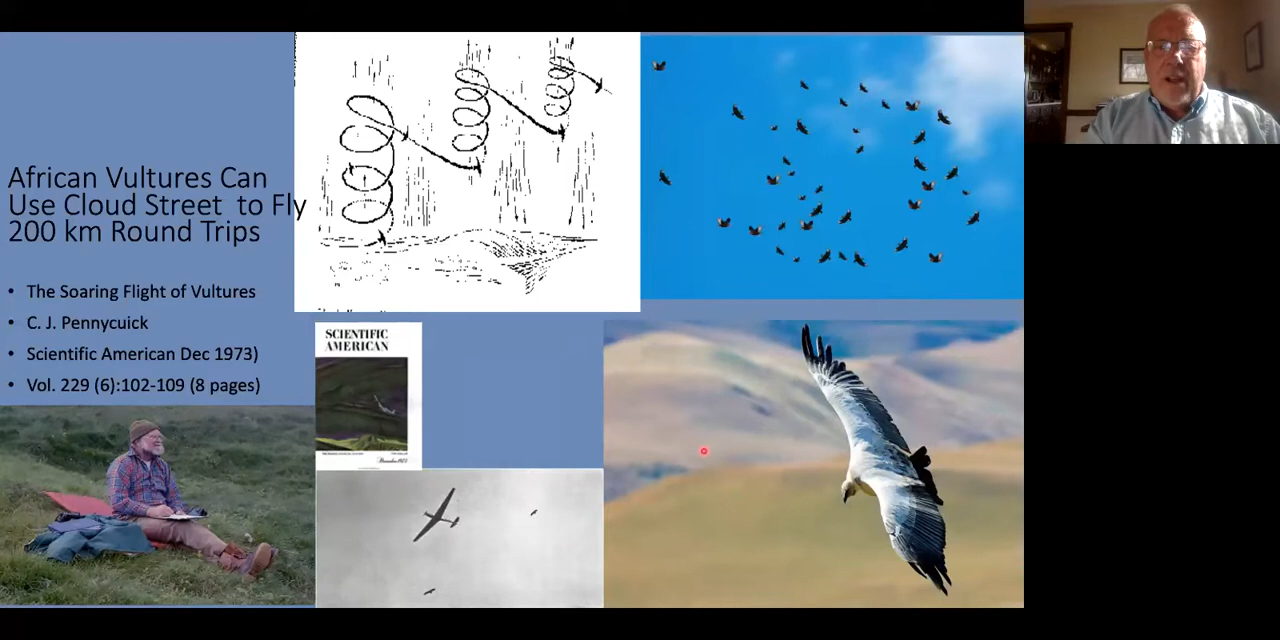 African Vultures Can
Use Cloud Street to Fly
200 km Round Trips
• The Soaring Flight of Vultures
• C. J. Pennycuick
• Scientific American Dec 1973)
• Vol. 229 (6):102-109 (8 pages)
SCIENTIFIC
AMERICAN